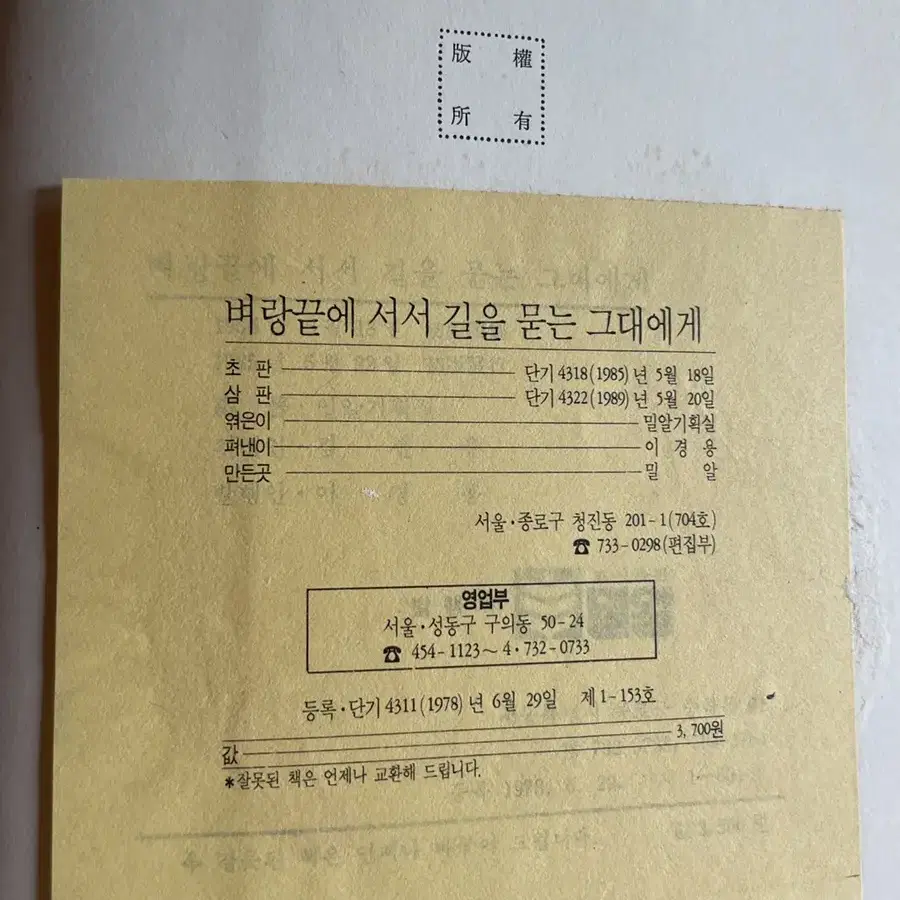 版 權
所 有
벼랑끝에 서서 길을 묻는 그대에게
초 판 단기 4318(1985)년 5월 18일
삼 판 단기 4322(1989)년 5월 20일
엮은이 밀알기획실
펴낸이 이 경 용
만든곳 밀 알
서울·종로구 청진동 201-1(704호)
☎ 733-0298(편집부)
영업부
서울·성동구 구의동 50-24
☎ 454-1123~4·732-0733
등록·단기 4311(1978)년 6월 29일 제1-153호
값 3,700원
*잘못된 책은 언제나 교환해 드립니다.